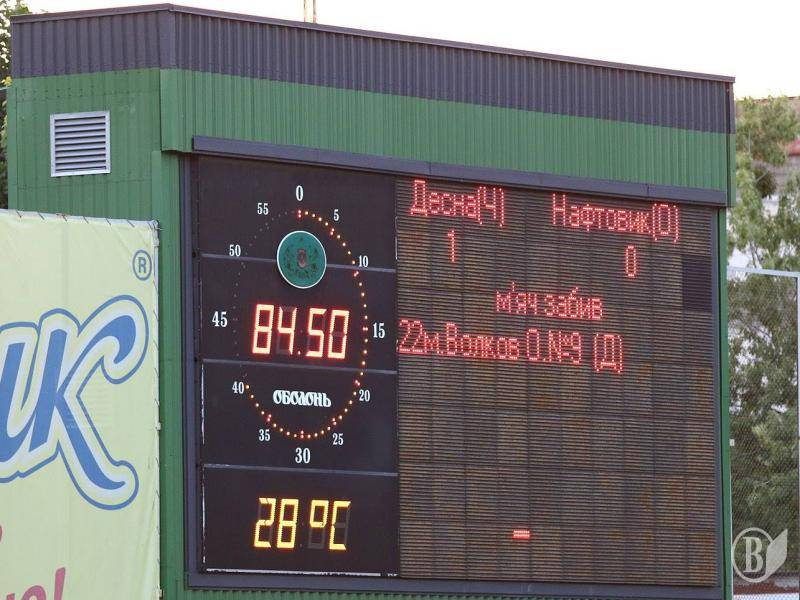 Десна(Ч) Нафтовик(О)
1 0
м'яч забив
22м.Волков О.№9 (Д)
0
55 5
50 10
45 15
40 20
35 25
30
84.50
ОБОЛОНЬ
28°C
ИК
®
В